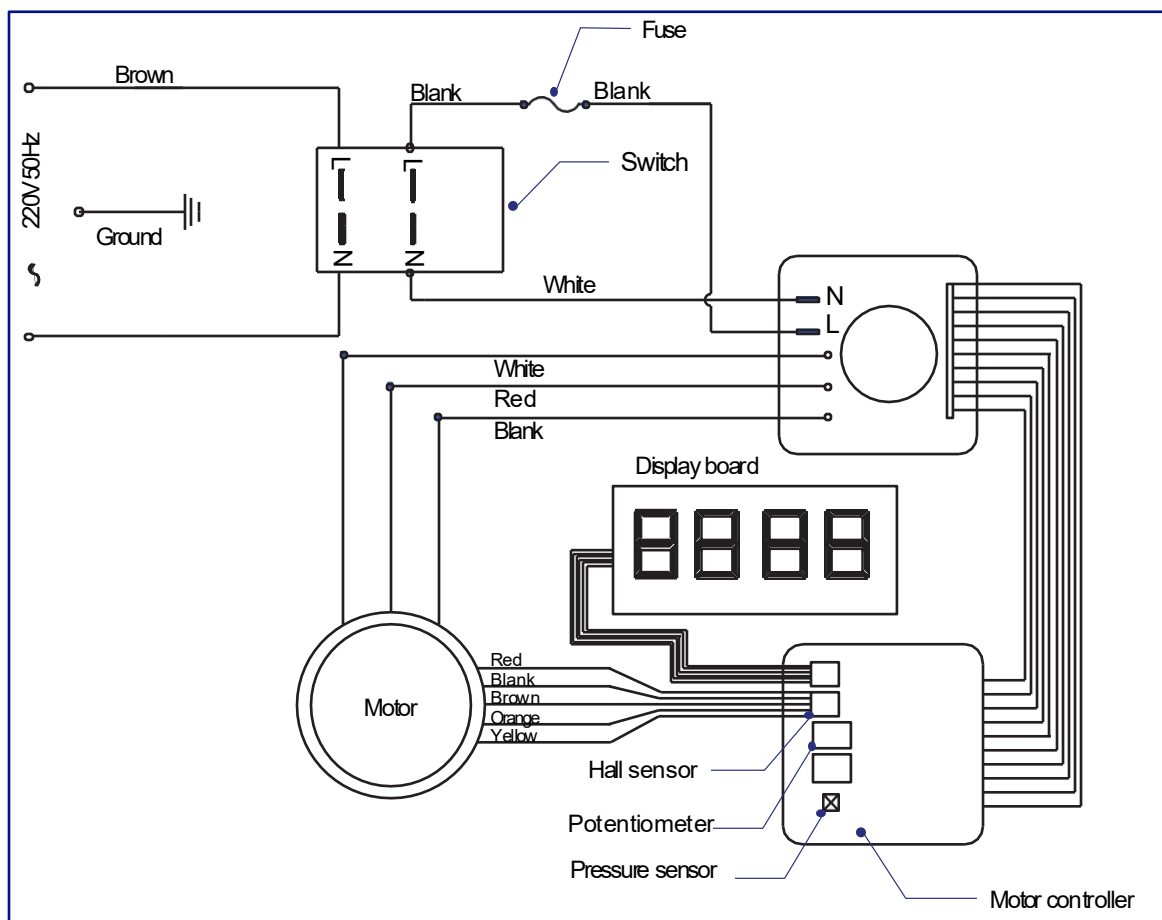 Fuse
Brown
Blank
Blank
220V 50Hz
~
Ground
L
L
N
N
Switch
White
N
L
White
Red
Blank
Display board
8888
Motor
Red
Blank
Brown
Orange
Yellow
Hall sensor
Potentiometer
Pressure sensor
Motor controller